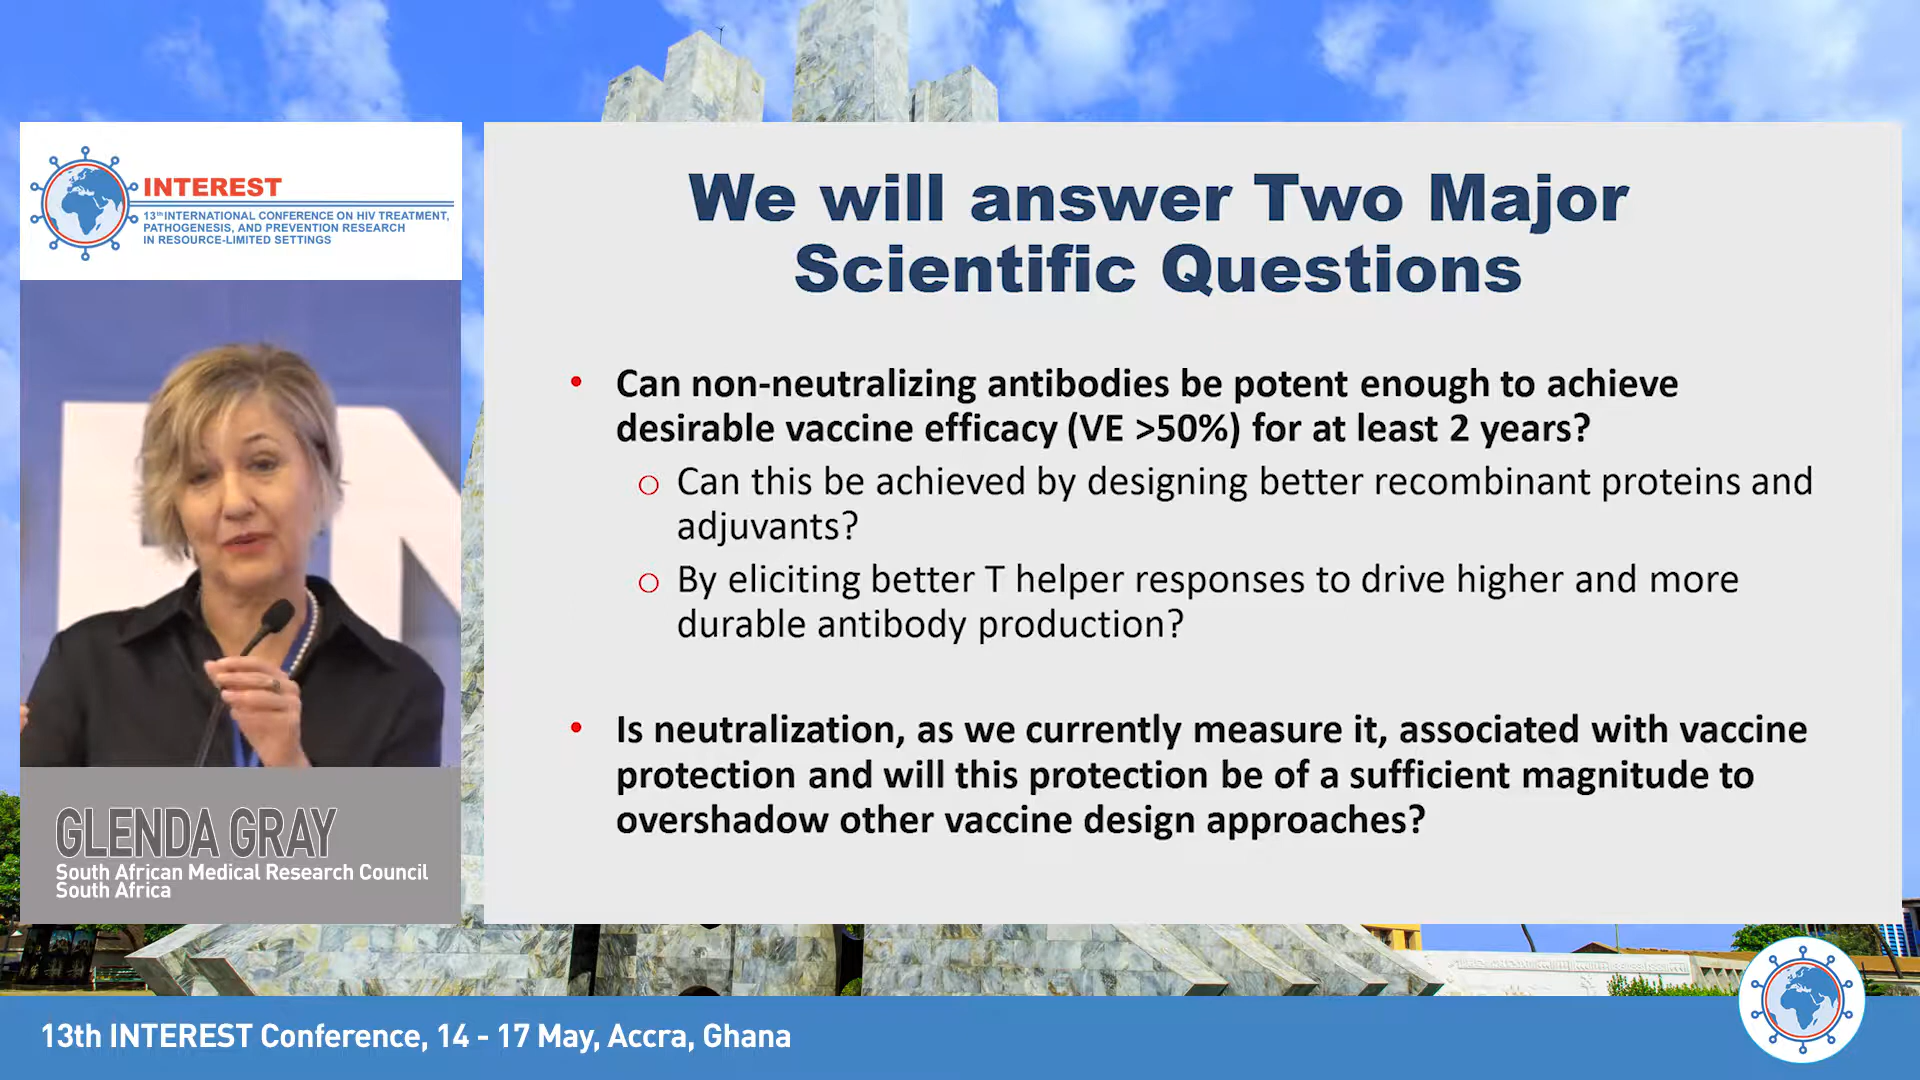 INTEREST
13th INTERNATIONAL CONFERENCE ON HIV TREATMENT,
PATHOGENESIS, AND PREVENTION RESEARCH
IN RESOURCE-LIMITED SETTINGS
GLENDA GRAY
South African Medical Research Council
South Africa
We will answer Two Major
Scientific Questions
• Can non-neutralizing antibodies be potent enough to achieve
desirable vaccine efficacy (VE >50%) for at least 2 years?
o Can this be achieved by designing better recombinant proteins and
adjuvants?
o By eliciting better T helper responses to drive higher and more
durable antibody production?
• Is neutralization, as we currently measure it, associated with vaccine
protection and will this protection be of a sufficient magnitude to
overshadow other vaccine design approaches?
13th INTEREST Conference, 14 - 17 May, Accra, Ghana